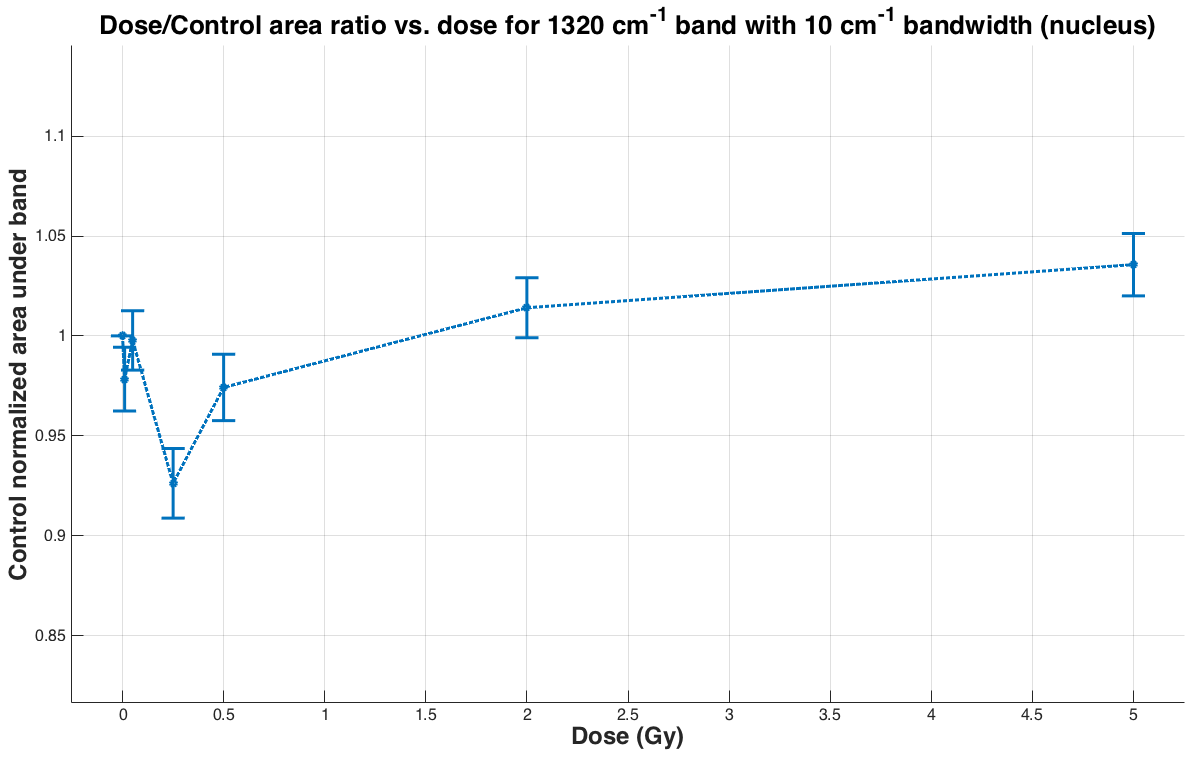 Dose/Control area ratio vs. dose for 1320 cm-1 band with 10 cm-1 bandwidth (nucleus)
Control normalized area under band
1.1
1.05
1
0.95
0.9
0.85
0 0.5 1 1.5 2 2.5 3 3.5 4 4.5 5
Dose (Gy)